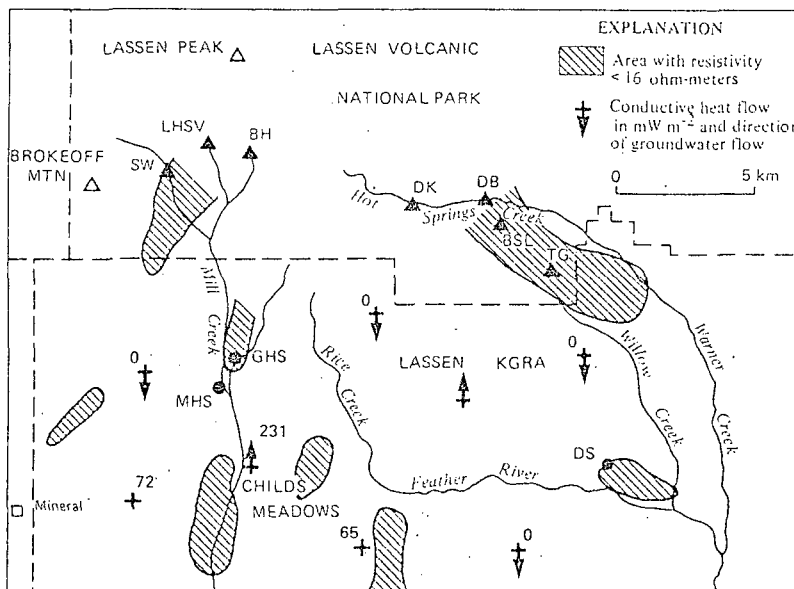 LASSEN PEAK
LASSEN VOLCANIC
NATIONAL PARK
EXPLANATION
Area with resistivity
< 16 ohm-meters
Conductive heat flow
in mW m⁻² and direction
of groundwater flow
0 5 km
LHSV
BH
SW
BROKEOFF
MTN
DK
DB
Hot Springs Creek
BSL
TG
Mill Creek
0
0
0
GHS
MHS
Rice Creek
LASSEN KGRA
Willow Creek
Warner Creek
231
CHILDS
MEADOWS
72
Mineral
Feather River
DS
65
0